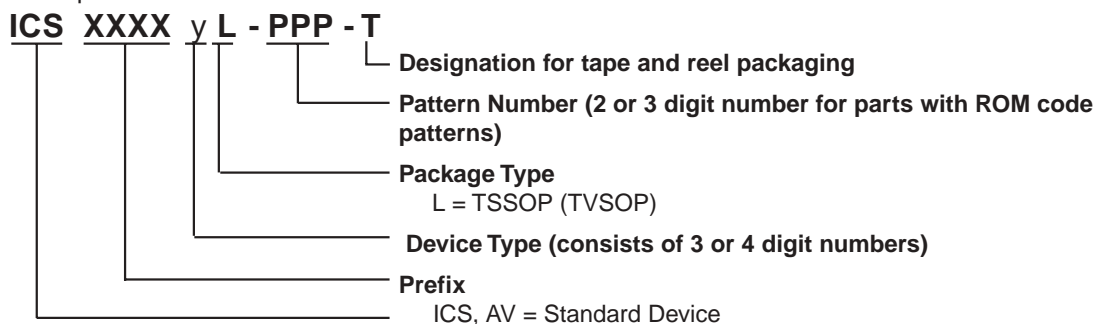 ICS XXXX y L - PPP - T
Designation for tape and reel packaging
Pattern Number (2 or 3 digit number for parts with ROM code
patterns)
Package Type
L = TSSOP (TVSOP)
Device Type (consists of 3 or 4 digit numbers)
Prefix
ICS, AV = Standard Device